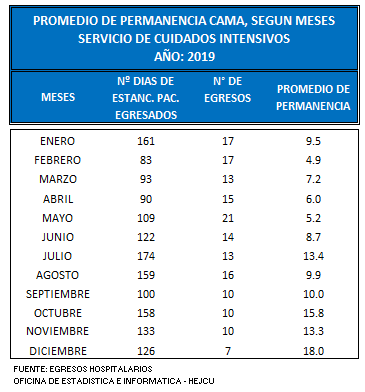 PROMEDIO DE PERMANENCIA CAMA, SEGUN MESES
SERVICIO DE CUIDADOS INTENSIVOS
AÑO: 2019
MESES Nº DIAS DE ESTANC. PAC. EGRESADOS N° DE EGRESOS PROMEDIO DE PERMANENCIA
ENERO 161 17 9.5
FEBRERO 83 17 4.9
MARZO 93 13 7.2
ABRIL 90 15 6.0
MAYO 109 21 5.2
JUNIO 122 14 8.7
JULIO 174 13 13.4
AGOSTO 159 16 9.9
SEPTIEMBRE 100 10 10.0
OCTUBRE 158 10 15.8
NOVIEMBRE 133 10 13.3
DICIEMBRE 126 7 18.0
FUENTE: EGRESOS HOSPITALARIOS
OFICINA DE ESTADISTICA E INFORMATICA - HEJCU